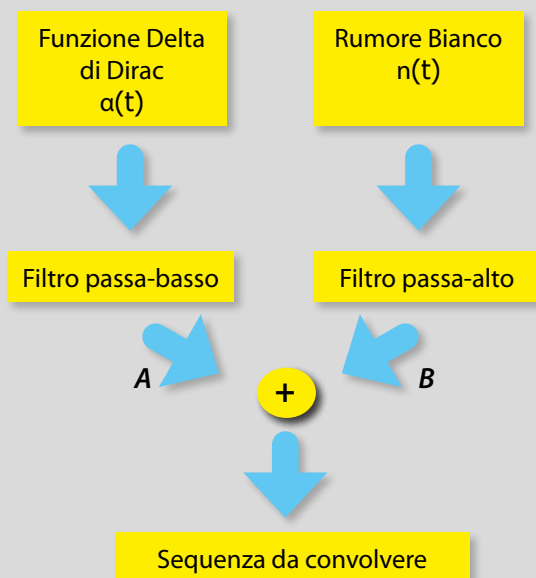 Funzione Delta
di Dirac
α(t)
Rumore Bianco
n(t)
Filtro passa-basso
Filtro passa-alto
A
B
+
Sequenza da convolvere